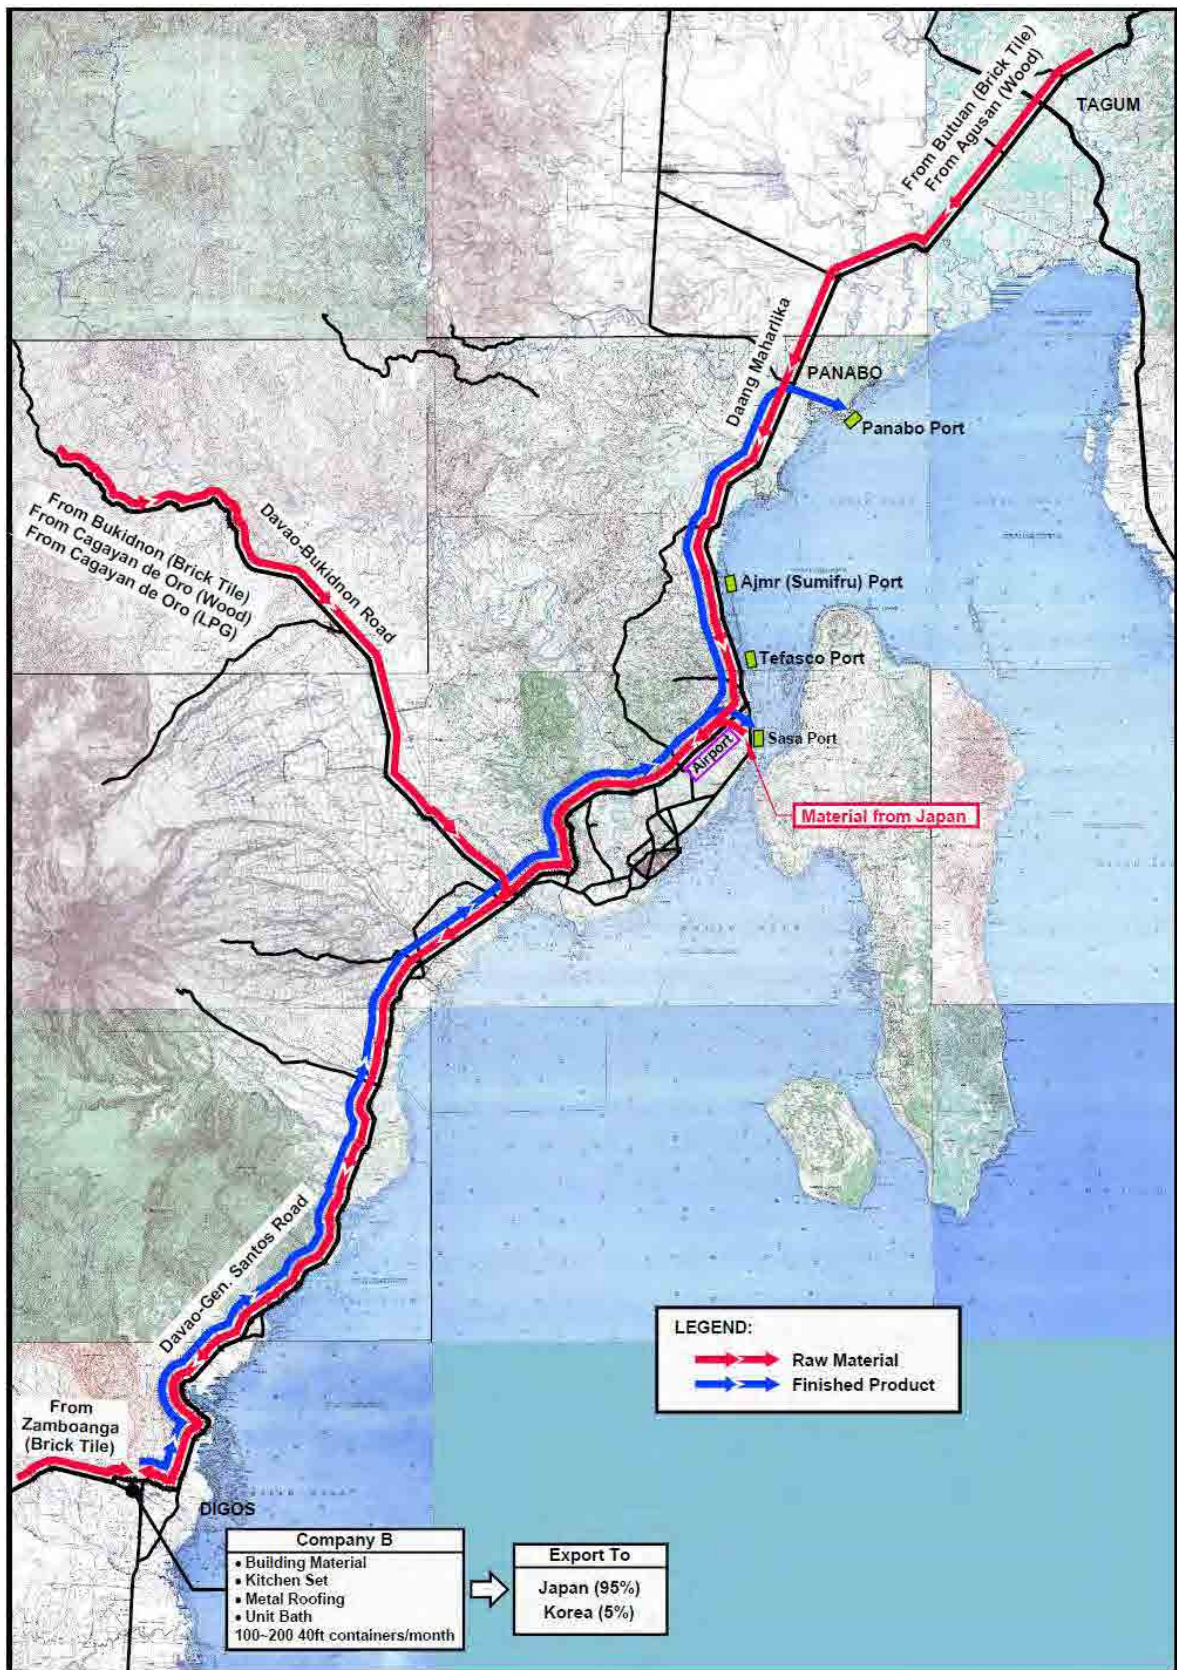 From Butuan (Brick Tile)
From Agusan (Wood)
TAGUM
Daang Maharlika
PANABO
Panabo Port
From Bukidnon (Brick Tile)
From Cagayan de Oro (Wood)
From Cagayan de Oro (LPG)
Davao-Bukidnon Road
Ajmr (Sumifru) Port
Tefasco Port
Sasa Port
Airport
Material from Japan
Davao-Gen. Santos Road
LEGEND:
Raw Material
Finished Product
From
Zamboanga
(Brick Tile)
DIGOS
Company B
• Building Material
• Kitchen Set
• Metal Roofing
• Unit Bath
100~200 40ft containers/month
Export To
Japan (95%)
Korea (5%)